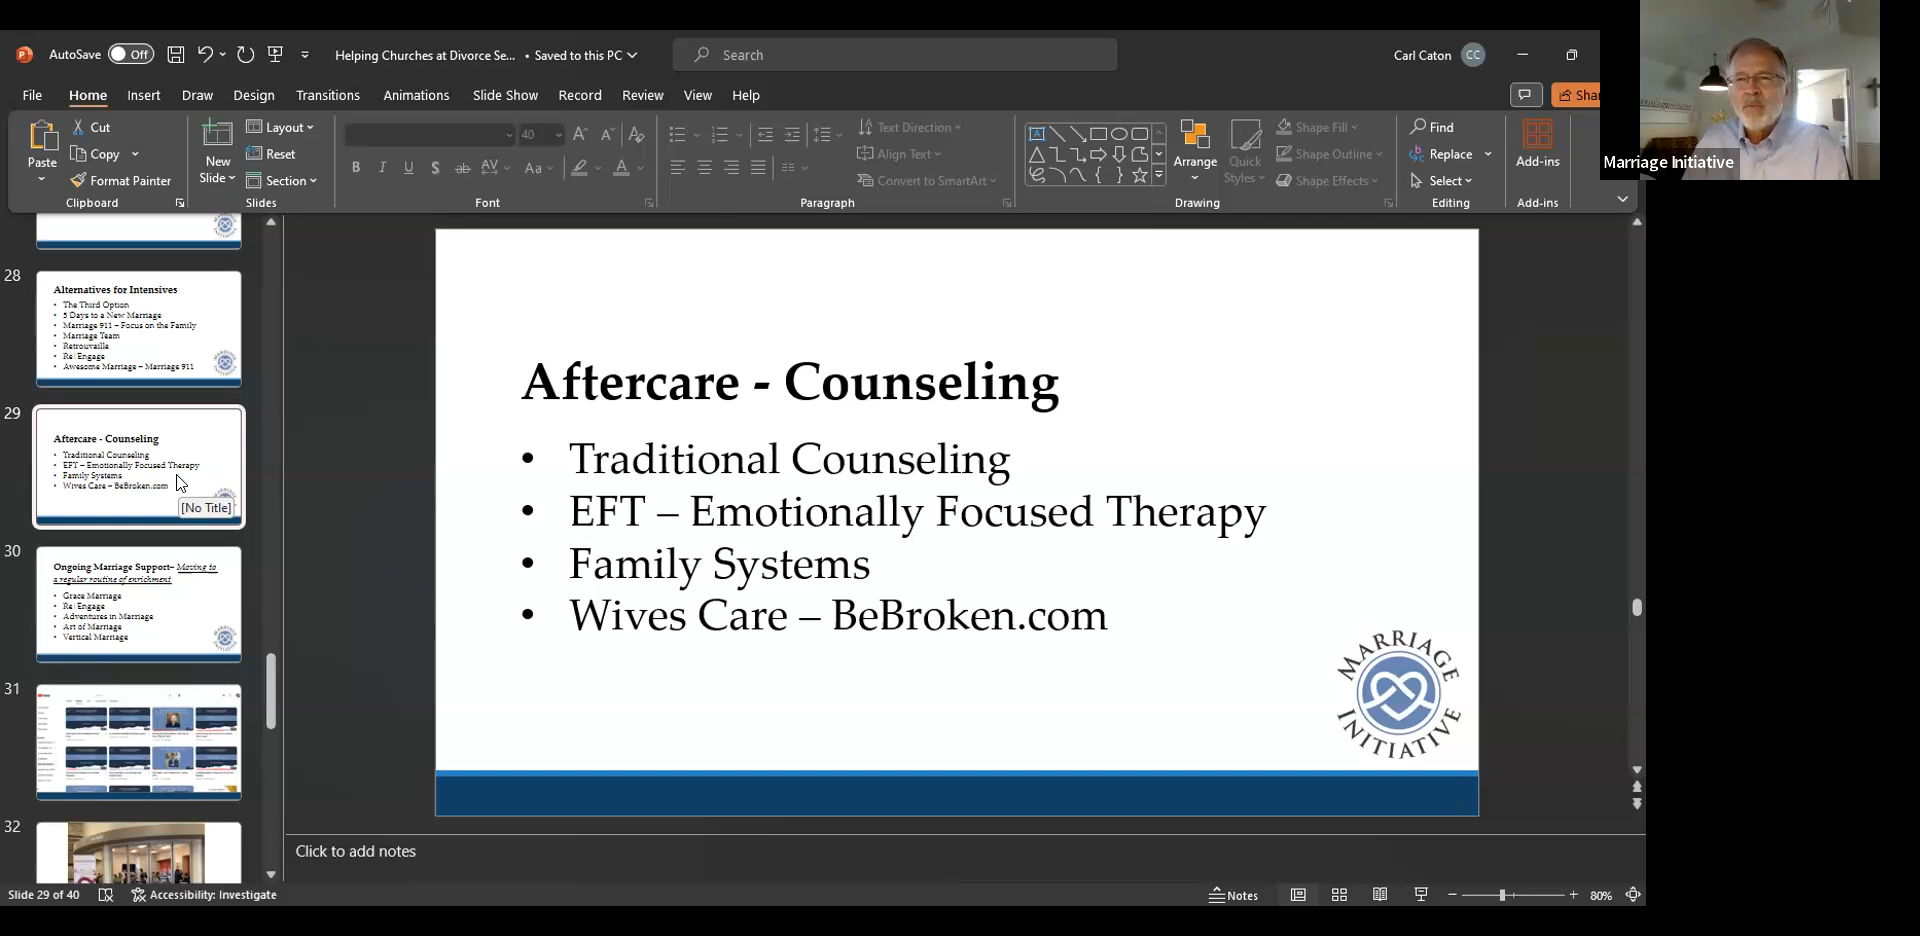 AutoSave Off Helping Churches at Divorce Se... • Saved to this PC Search Carl Caton CC
File Home Insert Draw Design Transitions Animations Slide Show Record Review View Help Shar
Paste Cut Copy Format Painter Clipboard
New Slide Layout Reset Section Slides
40 Font
Text Direction Align Text Convert to SmartArt Paragraph
Arrange Quick Styles Shape Fill Shape Outline Shape Effects Drawing
Find Replace Select Editing
Add-ins Add-ins
Marriage Initiative
28
Alternatives for Intensives
• The Third Option
• 5 Days to a New Marriage
• Marriage 911 – Focus on the Family
• Marriage Team
• Retrouvaille
• Re|Engage
• Awesome Marriage – Marriage 911
29
Aftercare - Counseling
• Traditional Counseling
• EFT – Emotionally Focused Therapy
• Family Systems
• Wives Care – BeBroken.com
[No Title]
30
Ongoing Marriage Support– Moving to
a regular routine of enrichment
• Grace Marriage
• Re|Engage
• Adventures in Marriage
• Art of Marriage
• Vertical Marriage
31
32
Aftercare - Counseling
• Traditional Counseling
• EFT – Emotionally Focused Therapy
• Family Systems
• Wives Care – BeBroken.com
MARRIAGE
INITIATIVE
Click to add notes
Slide 29 of 40 Accessibility: Investigate Notes 80%